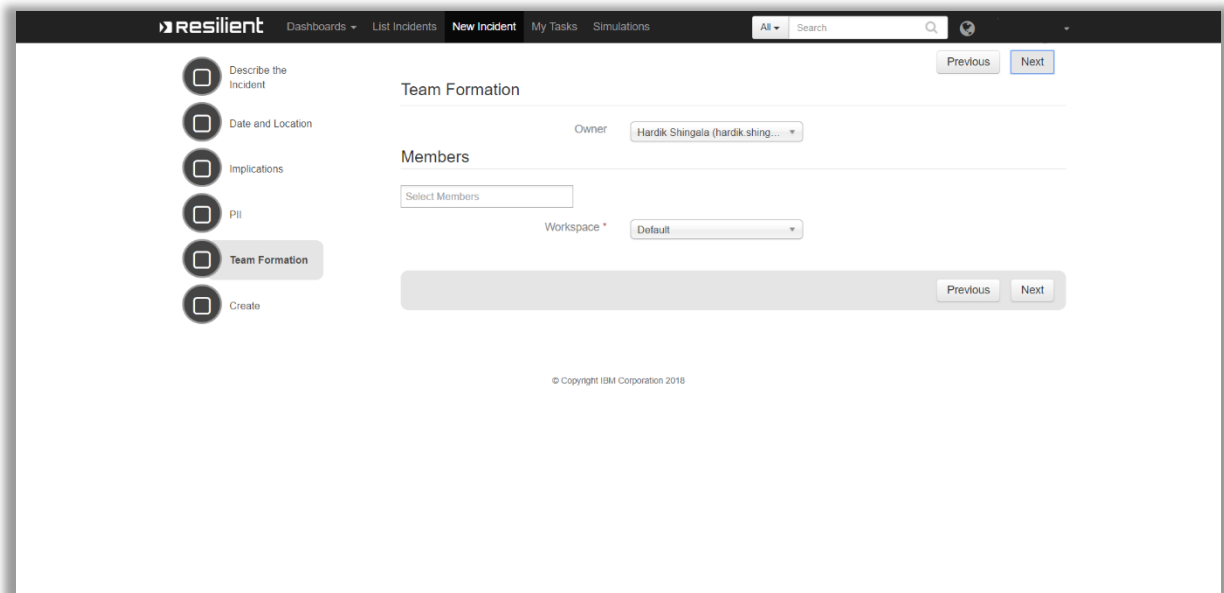 Resilient Dashboards List Incidents New Incident My Tasks Simulations All Search
Previous Next
Describe the
Incident
Date and Location
Implications
PII
Team Formation
Create
Team Formation
Owner Hardik Shingala (hardik.shing...
Members
Select Members
Workspace * Default
Previous Next
© Copyright IBM Corporation 2018